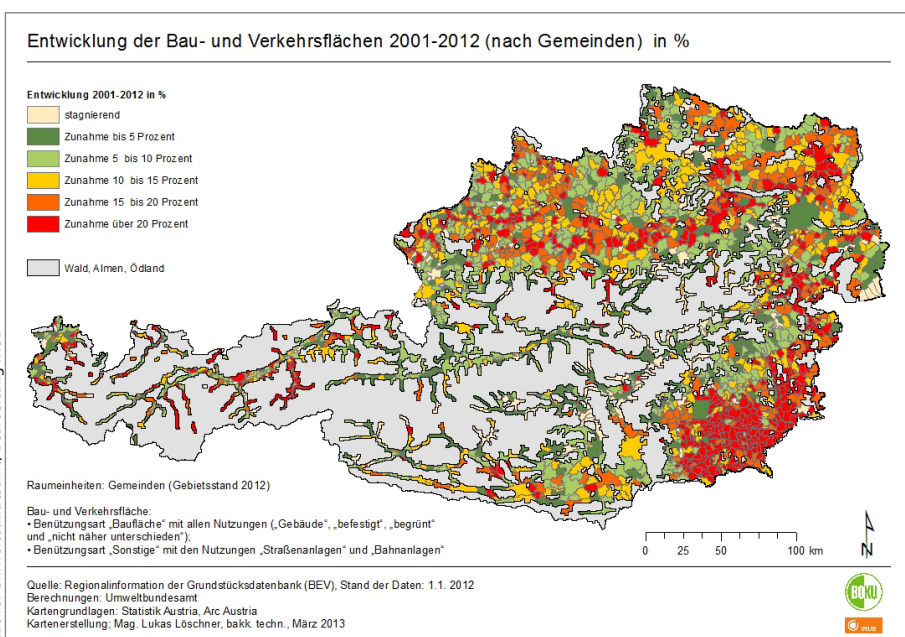 Entwicklung der Bau- und Verkehrsflächen 2001-2012 (nach Gemeinden) in %
Entwicklung 2001-2012 in %
stagnierend
Zunahme bis 5 Prozent
Zunahme 5 bis 10 Prozent
Zunahme 10 bis 15 Prozent
Zunahme 15 bis 20 Prozent
Zunahme über 20 Prozent
Wald, Almen, Ödland
Raumeinheiten: Gemeinden (Gebietsstand 2012)
Bau- und Verkehrsfläche:
• Benützungsart „Baufläche“ mit allen Nutzungen („Gebäude“, „befestigt“, „begrünt“
und „nicht näher unterschieden“);
• Benützungsart „Sonstige“ mit den Nutzungen „Straßenanlagen“ und „Bahnanlagen“
0 25 50 100 km
N
Quelle: Regionalinformation der Grundstücksdatenbank (BEV), Stand der Daten: 1.1. 2012
Berechnungen: Umweltbundesamt
Kartengrundlagen: Statistik Austria, Arc Austria
Kartenerstellung; Mag. Lukas Löschner, bakk. techn., März 2013
BOKU
IRUB